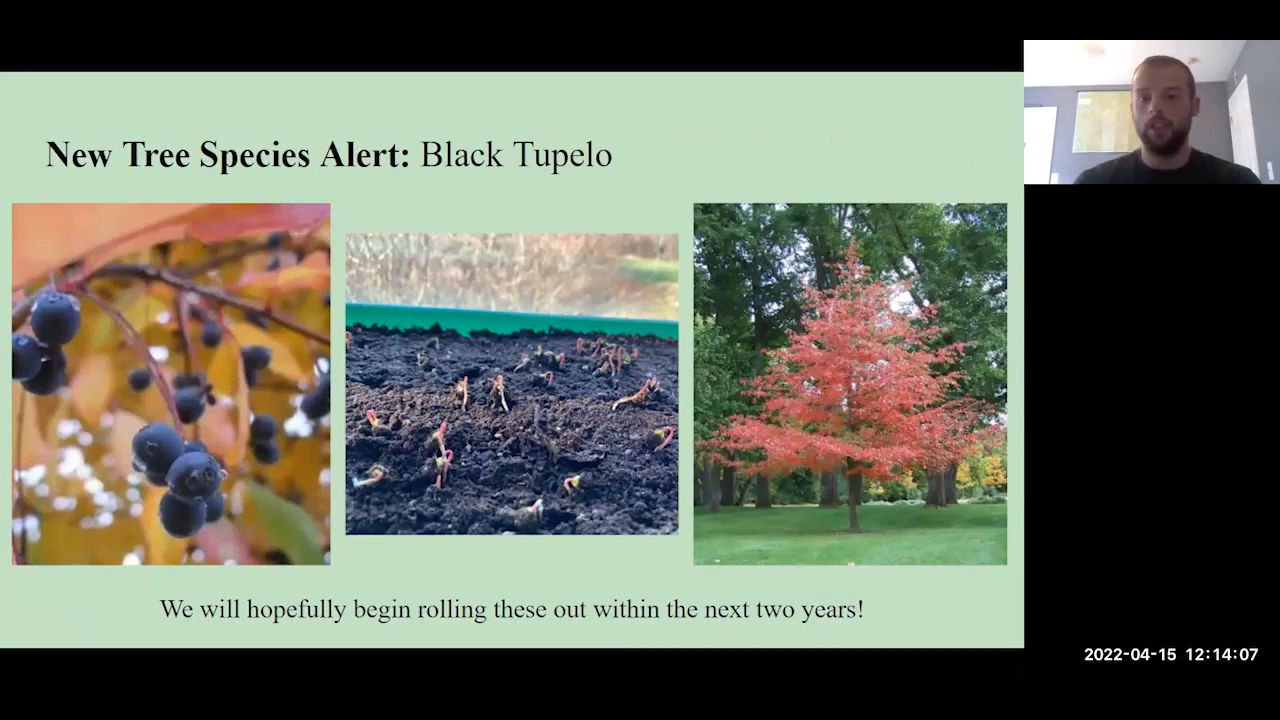 New Tree Species Alert: Black Tupelo
We will hopefully begin rolling these out within the next two years!
2022-04-15 12:14:07